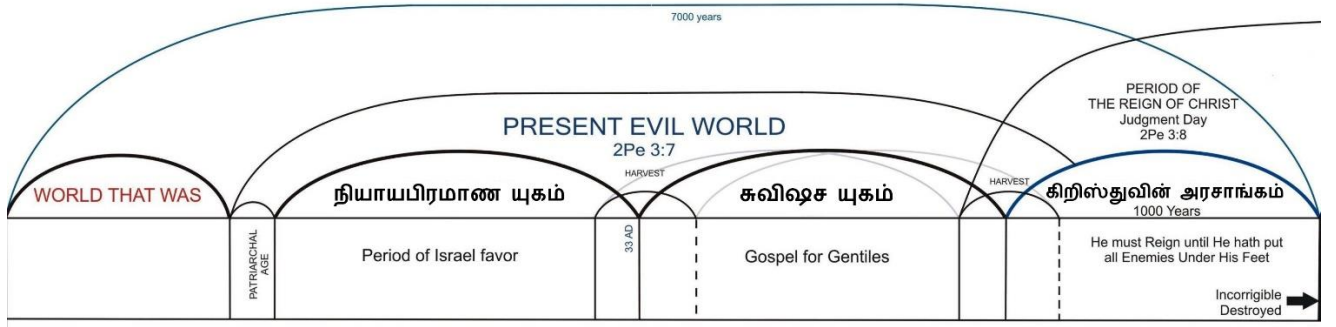 7000 years
PERIOD OF
THE REIGN OF CHRIST
Judgment Day
2Pe 3:8
PRESENT EVIL WORLD
2Pe 3:7
HARVEST
HARVEST
WORLD THAT WAS
நியாயபிரமாண யுகம்
சுவிஷச யுகம்
கிறிஸ்துவின் அரசாங்கம்
1000 Years
PATRIARCHAL
AGE
Period of Israel favor
33 AD
Gospel for Gentiles
He must Reign until He hath put
all Enemies Under His Feet
Incorrigible
Destroyed